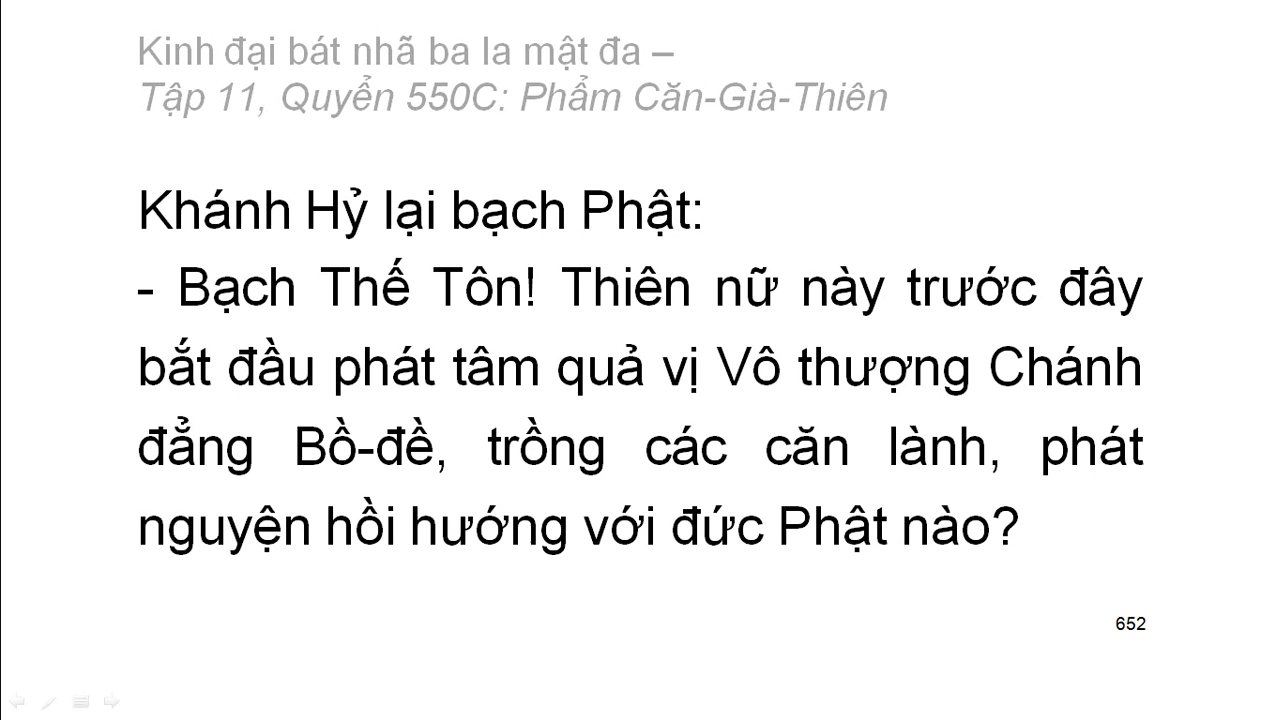 Kinh đại bát nhã ba la mật đa –
Tập 11, Quyển 550C: Phẩm Căn-Già-Thiên
Khánh Hỷ lại bạch Phật:
- Bạch Thế Tôn! Thiên nữ này trước đây
bắt đầu phát tâm quả vị Vô thượng Chánh
đẳng Bồ-đề, trồng các căn lành, phát
nguyện hồi hướng với đức Phật nào?
652